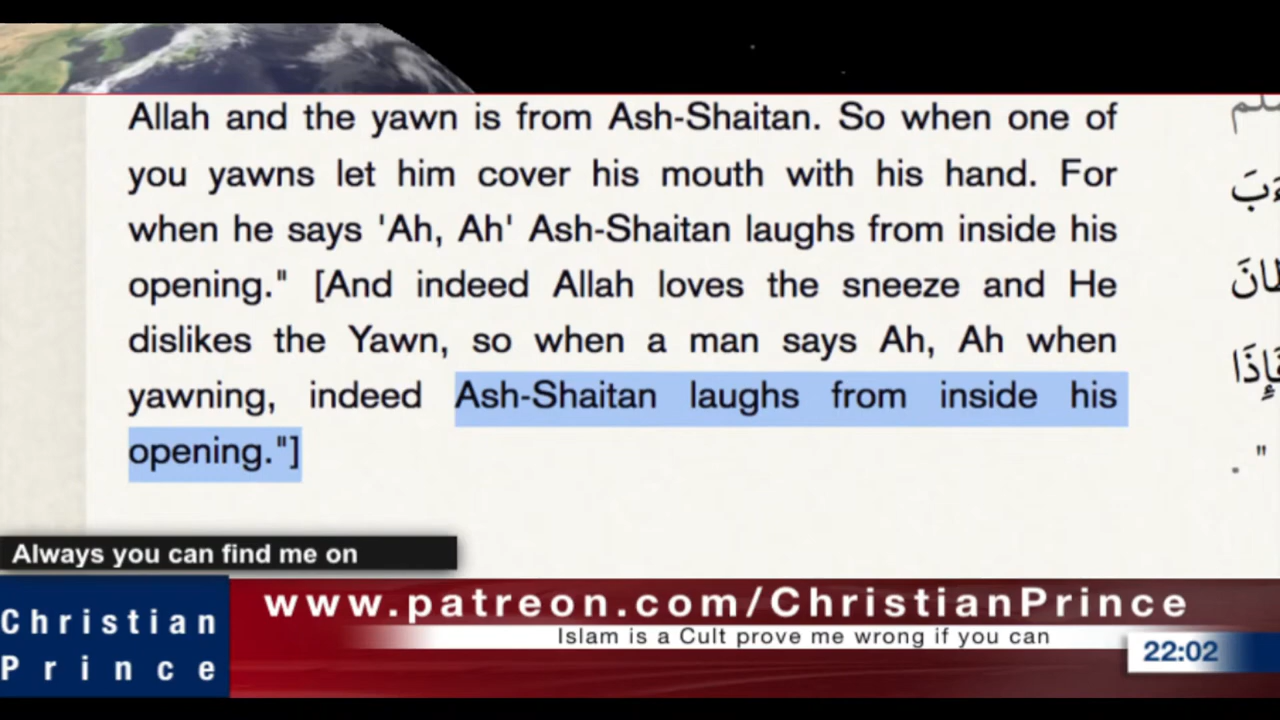 Allah and the yawn is from Ash-Shaitan. So when one of
you yawns let him cover his mouth with his hand. For
when he says 'Ah, Ah' Ash-Shaitan laughs from inside his
opening." [And indeed Allah loves the sneeze and He
dislikes the Yawn, so when a man says Ah, Ah when
yawning, indeed Ash-Shaitan laughs from inside his
opening."]
Always you can find me on
Christian
Prince
www.patreon.com/ChristianPrince
Islam is a Cult prove me wrong if you can
22:02